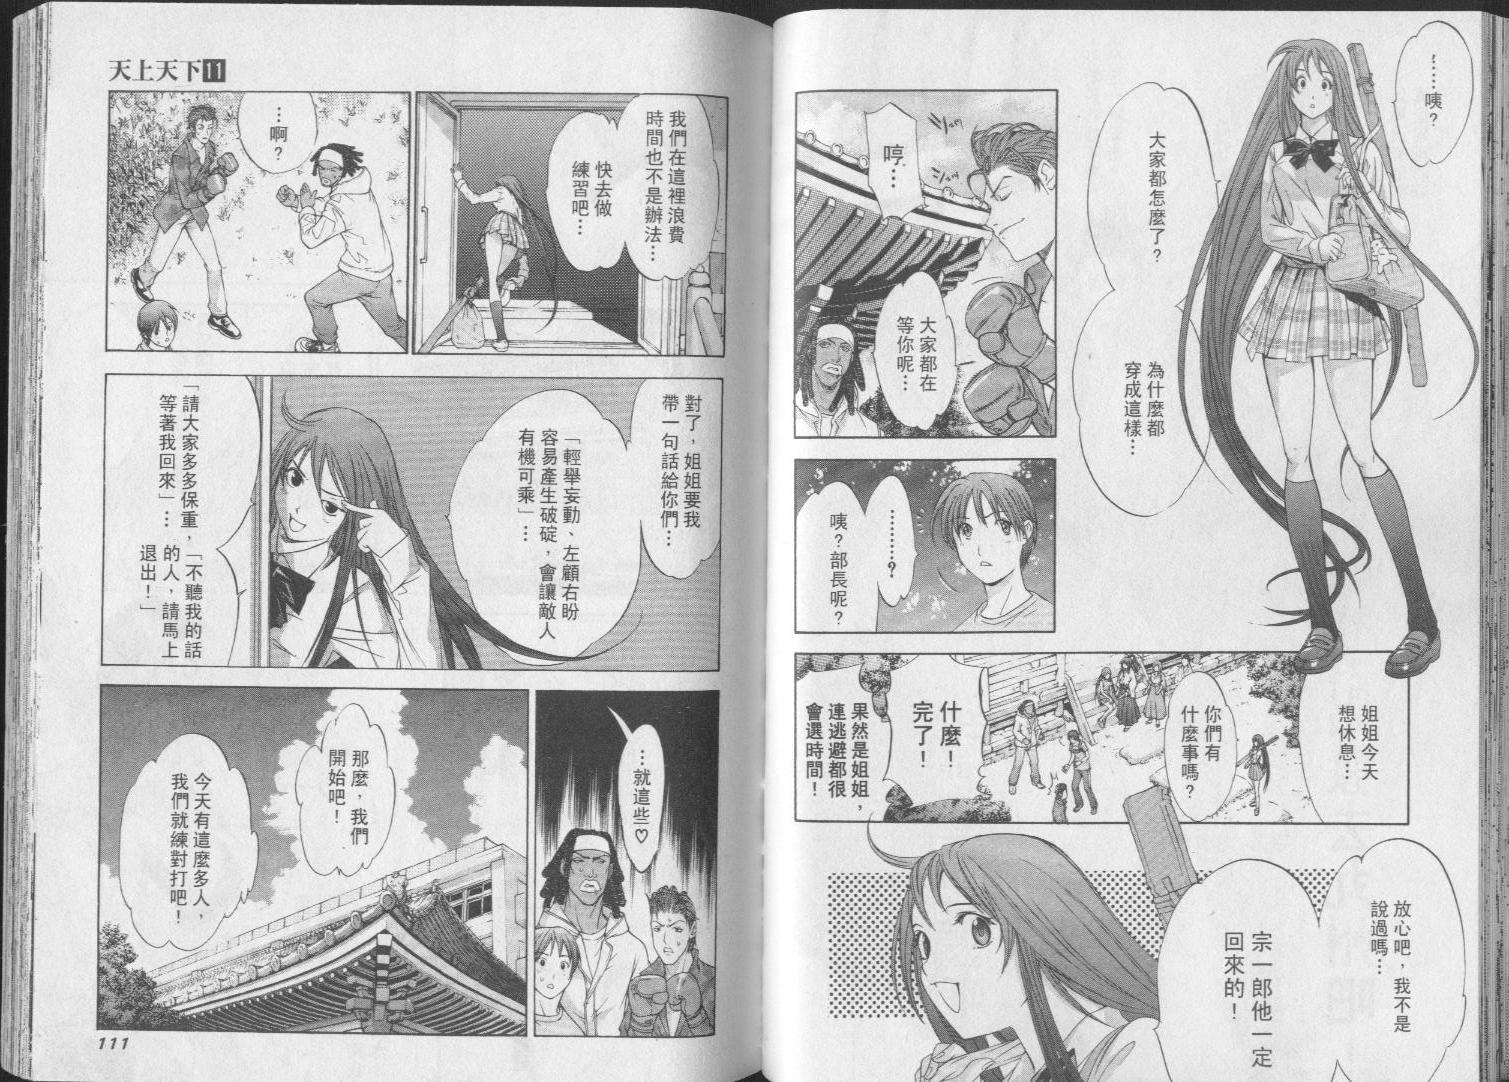 ……咦？
大家都怎麼了？
為什麼都
穿成這樣…
哼…
大家都在
等你呢…
………？
咦？部長呢？
姐姐今天
想休息…
你們有
什麼事嗎？
什麼！
完了！
果然是姐姐，
連逃避都很
會選時間！
放心吧，我不是
說過嗎…
宗一郎他一定
回來的！
天上天下11
我們在這裡浪費
時間也不是辦法…
快去做
練習吧…
…啊？
對了，姐姐要我
帶一句話給你們…
「輕舉妄動、左顧右盼
容易產生破碇，會讓敵人
有機可乘」…
「請大家多多保重，
等著我回來」…
「不聽我的話
的人，請馬上
退出！」
…就這些♡
那麼，我們
開始吧！
今天有這麼多人，
我們就練對打吧！
111